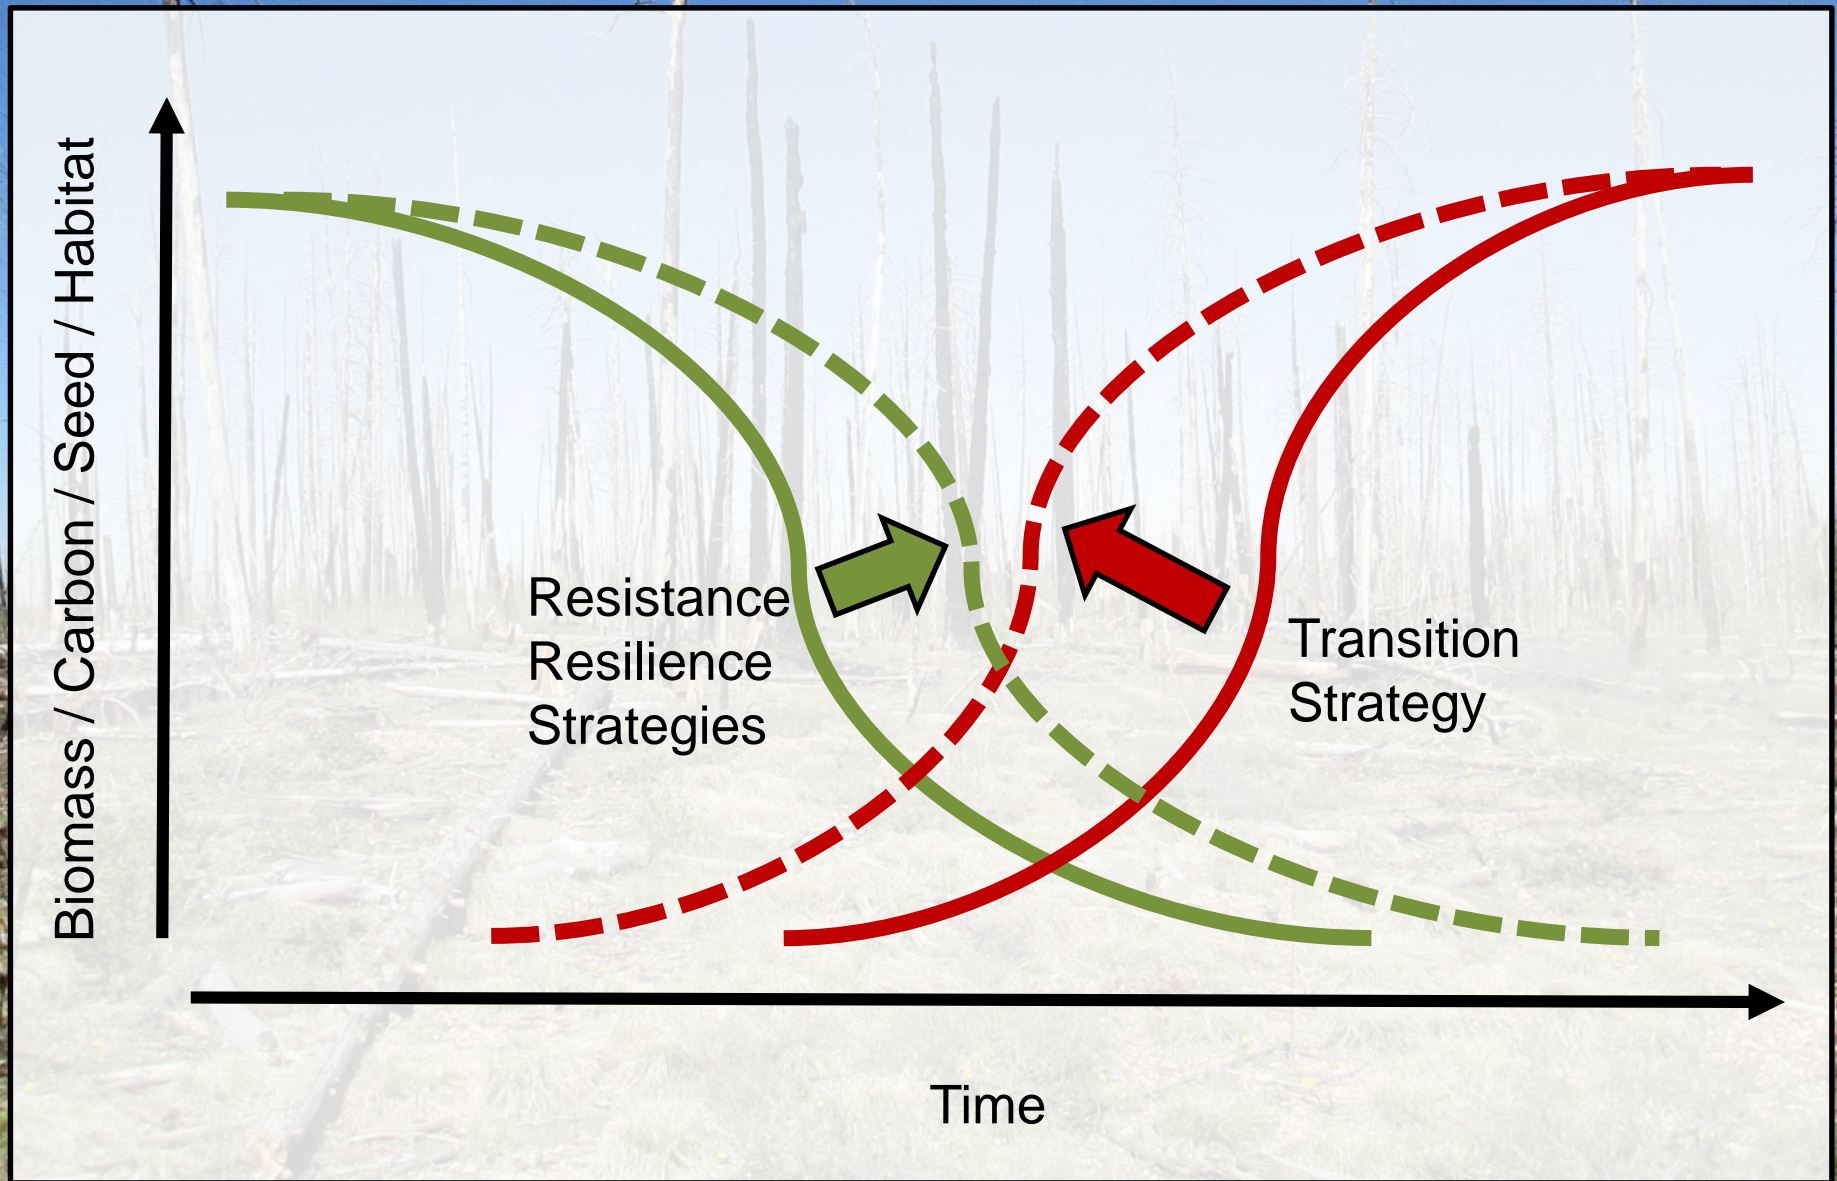 Biomass / Carbon / Seed / Habitat
Resistance
Resilience
Strategies
Transition
Strategy
Time